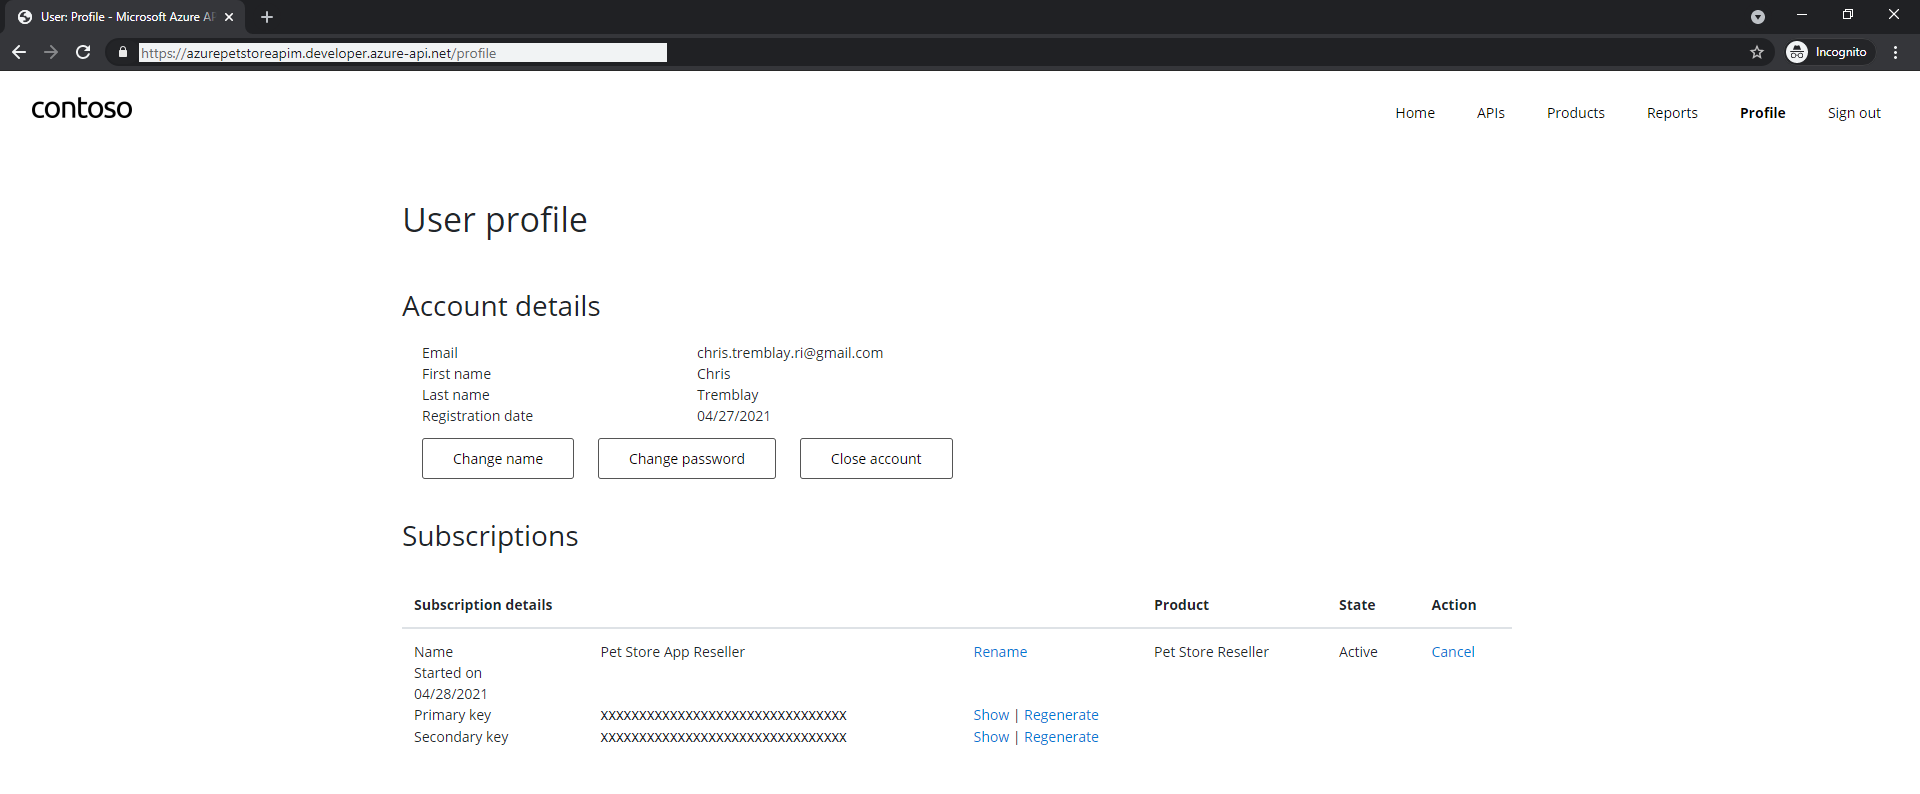 User: Profile - Microsoft Azure AP
https://azurepetstoreapim.developer.azure-api.net/profile
Incognito
contoso
Home APIs Products Reports Profile Sign out
User profile
Account details
Email chris.tremblay.ri@gmail.com
First name Chris
Last name Tremblay
Registration date 04/27/2021
Change name Change password Close account
Subscriptions
Subscription details Product State Action
Name Pet Store App Reseller Rename Pet Store Reseller Active Cancel
Started on
04/28/2021
Primary key XXXXXXXXXXXXXXXXXXXXXXXXXXXXXXXX Show | Regenerate
Secondary key XXXXXXXXXXXXXXXXXXXXXXXXXXXXXXXX Show | Regenerate